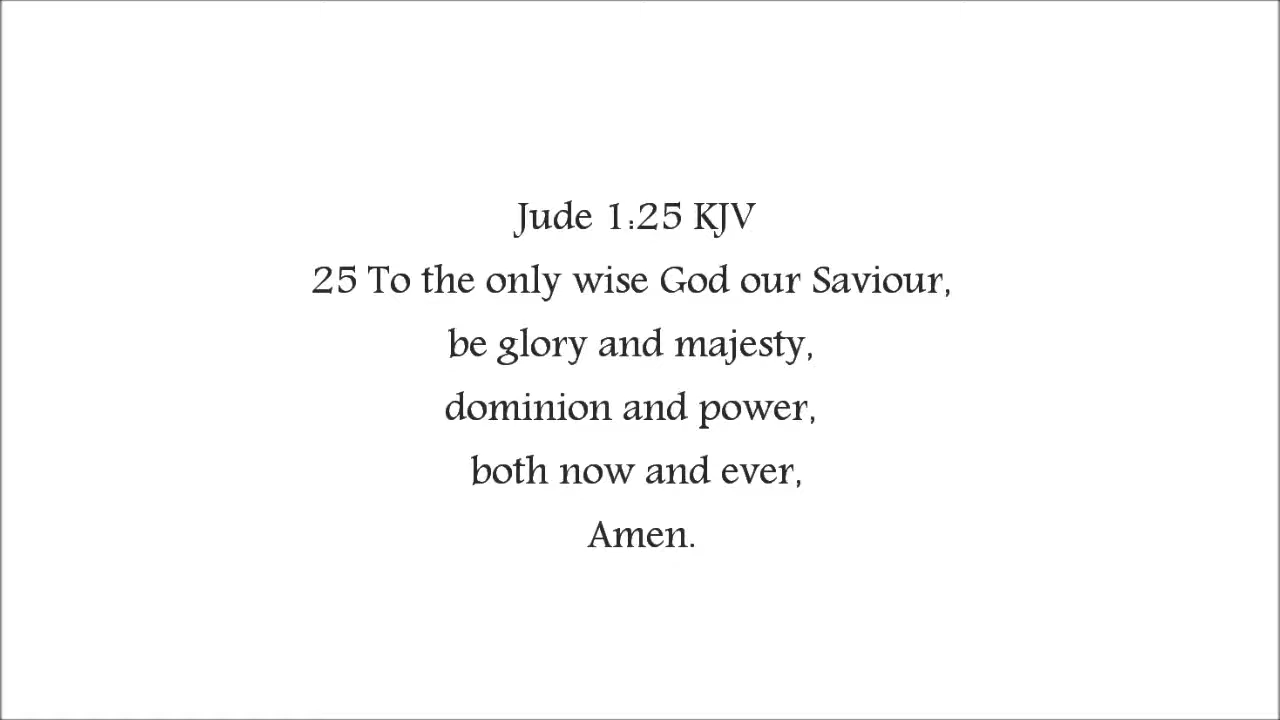 Jude 1:25 KJV
25 To the only wise God our Saviour,
be glory and majesty,
dominion and power,
both now and ever,
Amen.